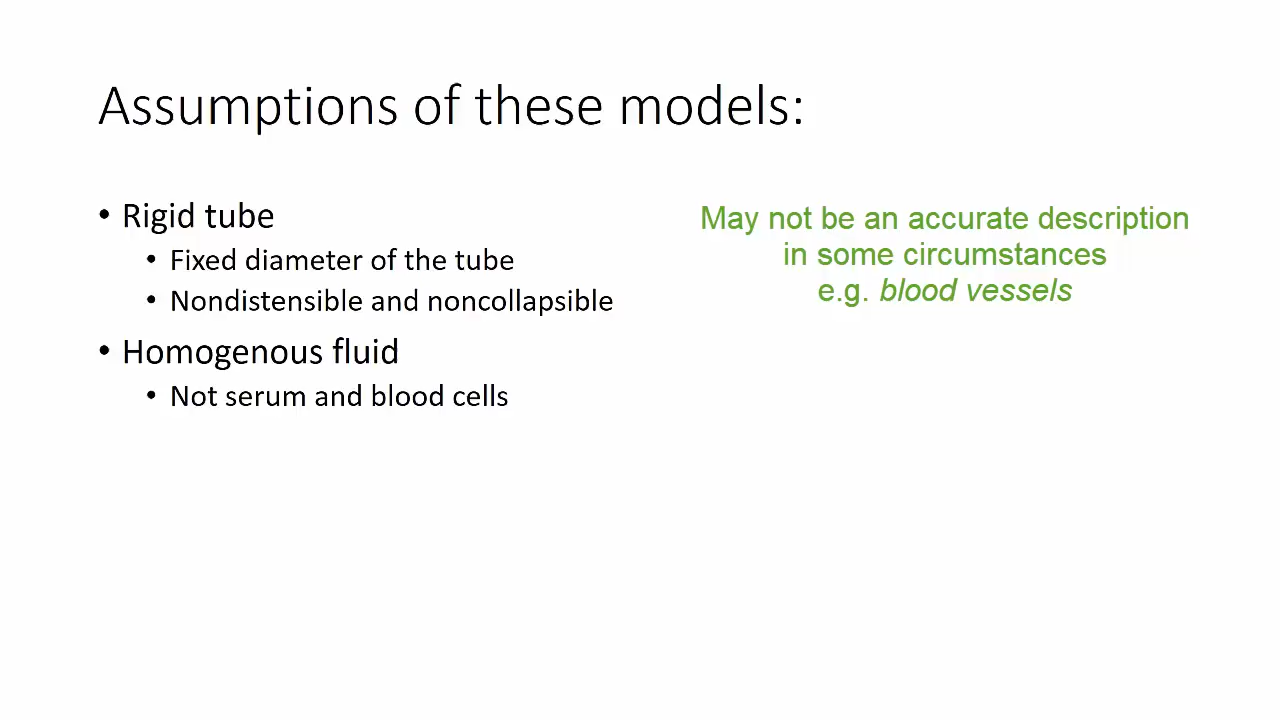 Assumptions of these models:
• Rigid tube
• Fixed diameter of the tube
• Nondistensible and noncollapsible
• Homogenous fluid
• Not serum and blood cells
May not be an accurate description
in some circumstances
e.g. blood vessels